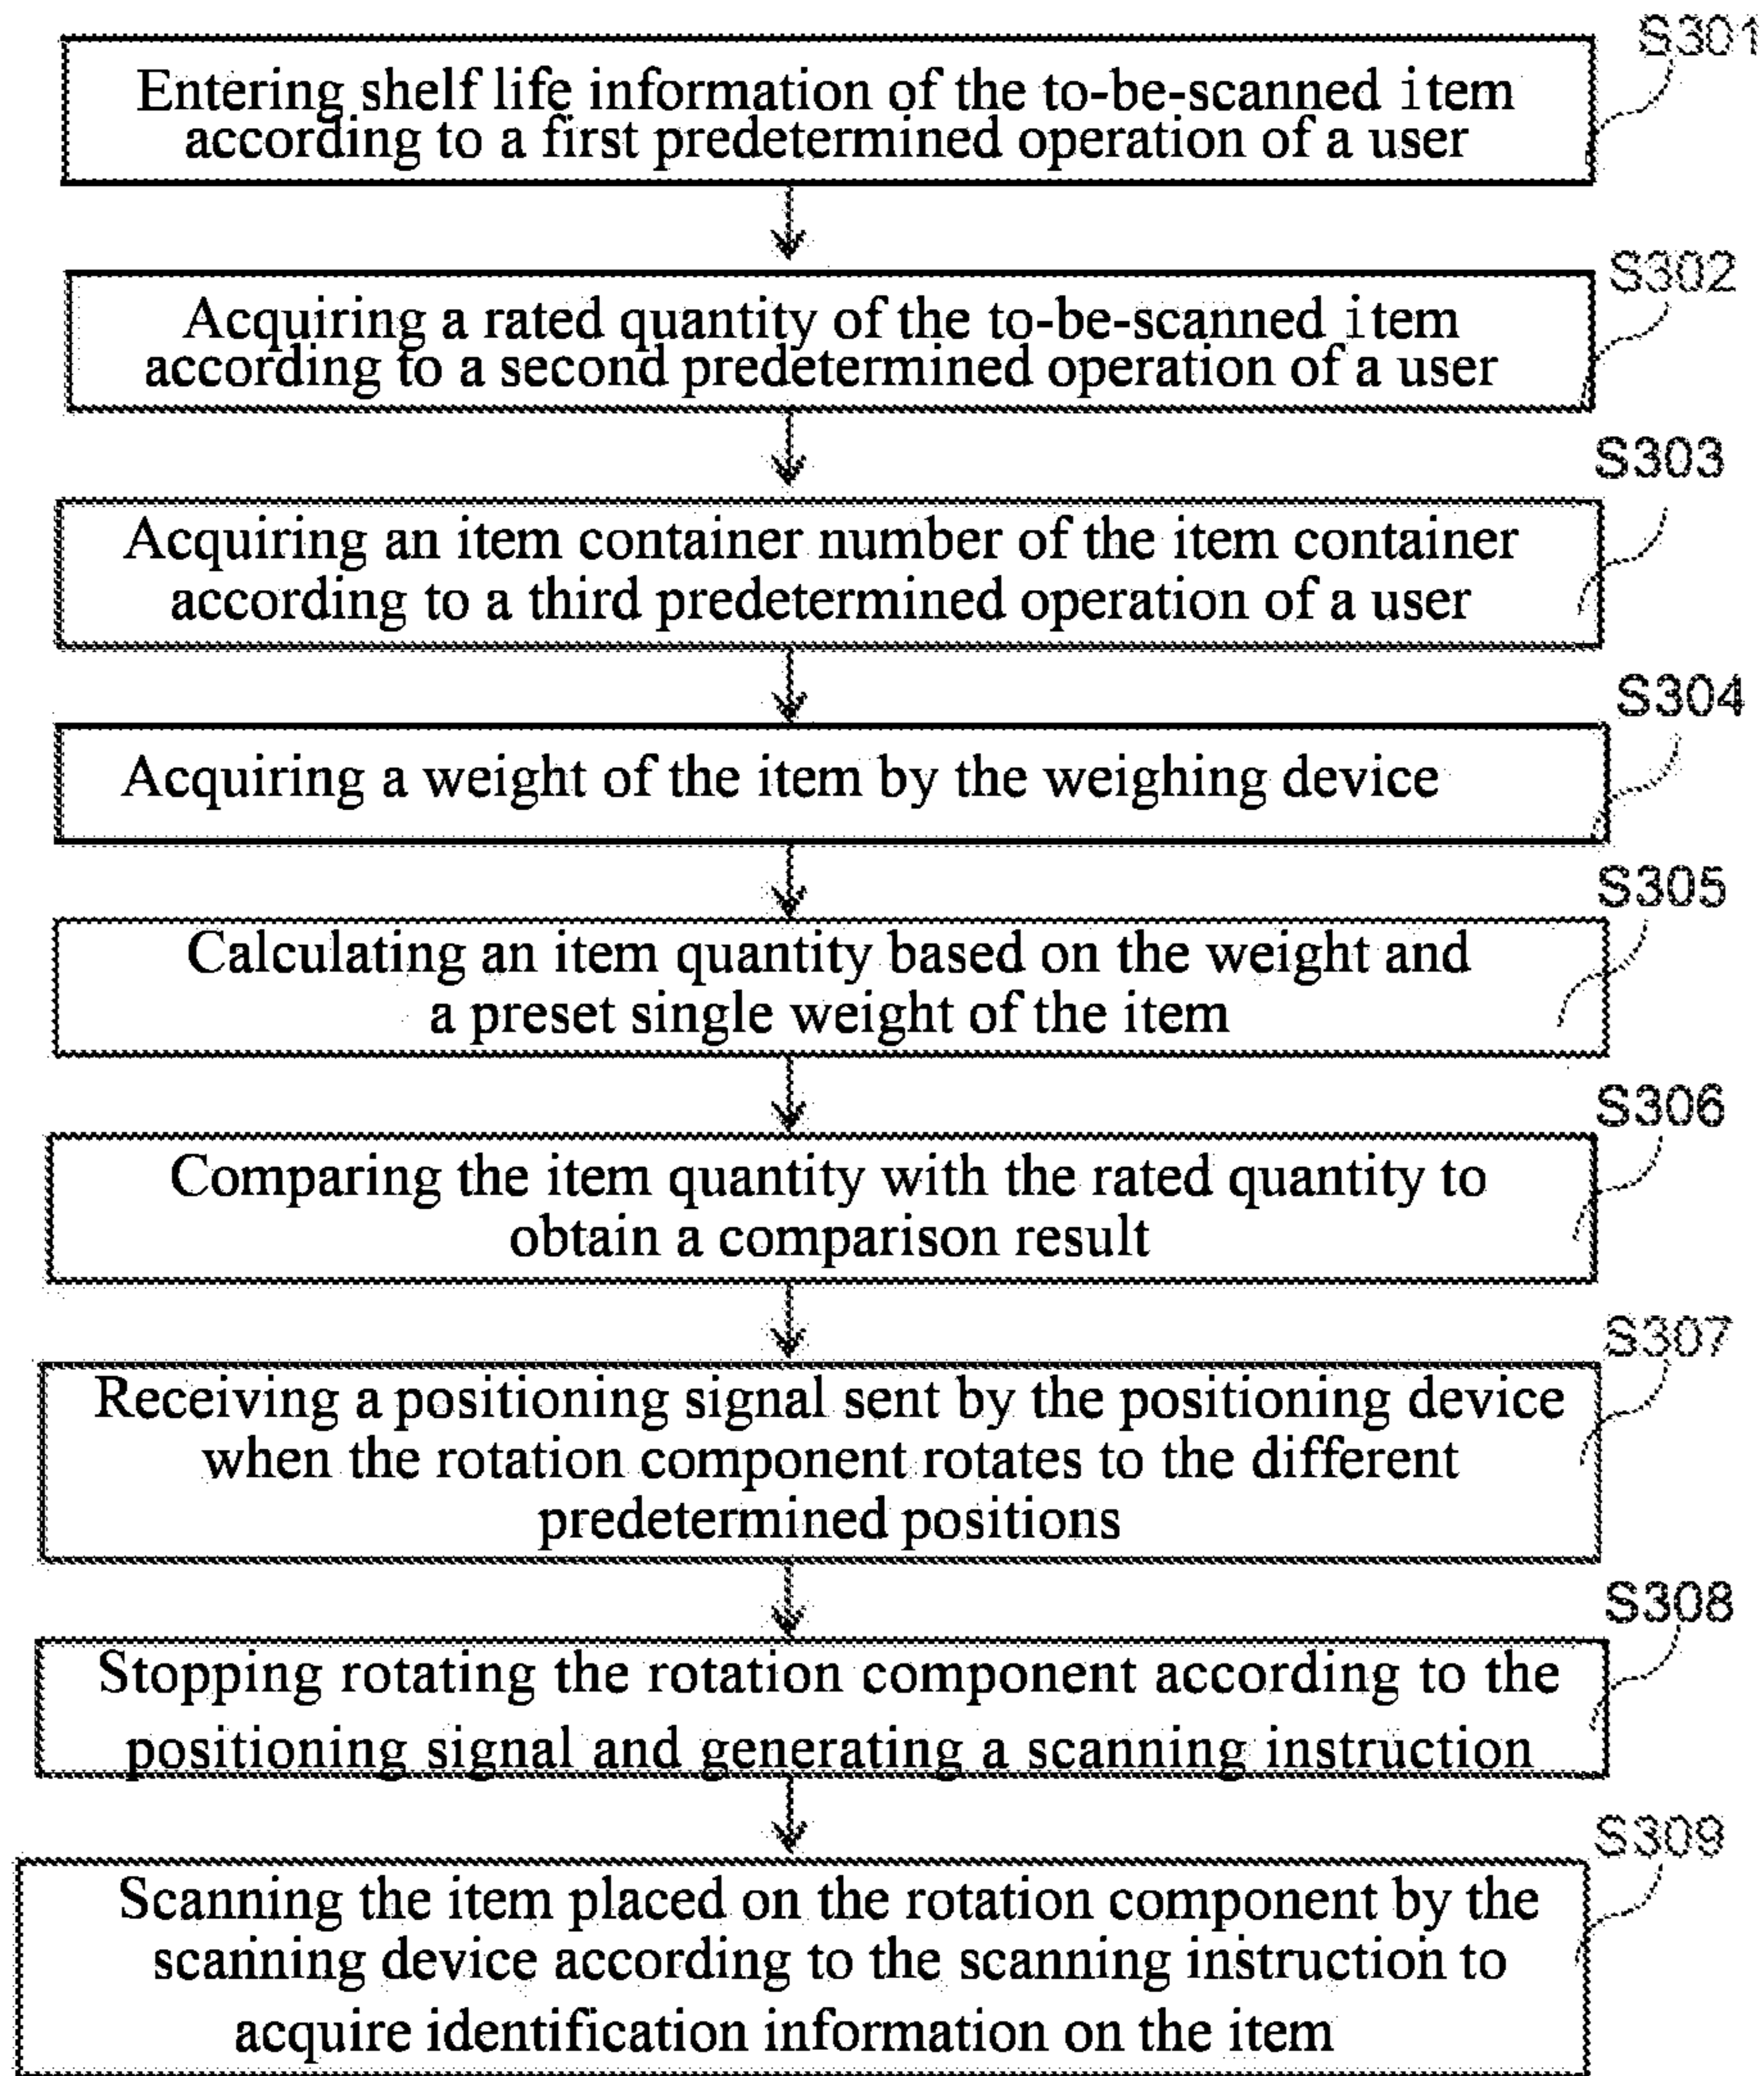 S301
Entering shelf life information of the to-be-scanned item
according to a first predetermined operation of a user
S302
Acquiring a rated quantity of the to-be-scanned item
according to a second predetermined operation of a user
S303
Acquiring an item container number of the item container
according to a third predetermined operation of a user
S304
Acquiring a weight of the item by the weighing device
S305
Calculating an item quantity based on the weight and
a preset single weight of the item
S306
Comparing the item quantity with the rated quantity to
obtain a comparison result
S307
Receiving a positioning signal sent by the positioning device
when the rotation component rotates to the different
predetermined positions
S308
Stopping rotating the rotation component according to the
positioning signal and generating a scanning instruction
S309
Scanning the item placed on the rotation component by the
scanning device according to the scanning instruction to
acquire identification information on the item